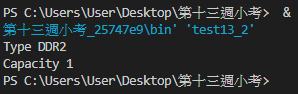 PS C:\Users\User\Desktop\第十三週小考> &
第十三週小考_25747e9\bin' 'test13_2'
Type DDR2
Capacity 1
PS C:\Users\User\Desktop\第十三週小考>